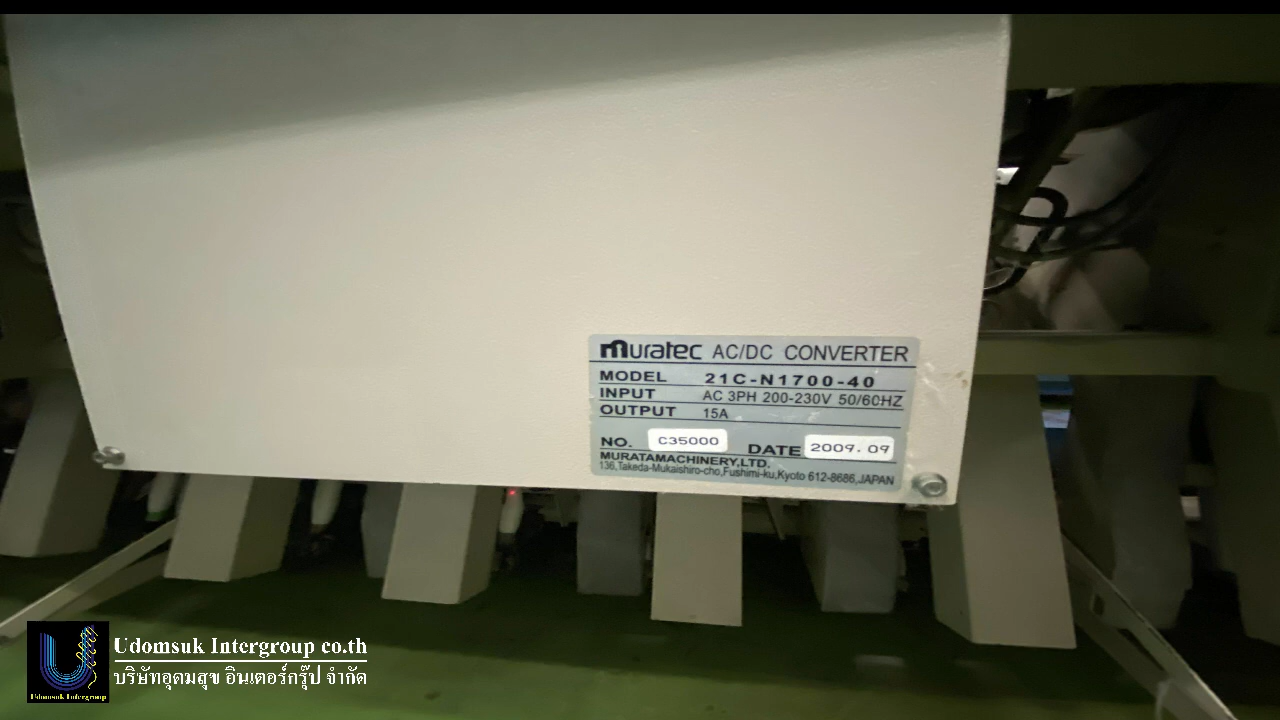 muratec AC/DC CONVERTER
MODEL 21C-N1700-40
INPUT AC 3PH 200-230V 50/60HZ
OUTPUT 15A
NO. C35000 DATE 2009.09
MURATAMACHINERY,LTD.
136,Takeda-Mukaishiro-cho,Fushimi-ku,Kyoto 612-8686,JAPAN
Udomsuk Intergroup co.th
บริษัทอุดมสุข อินเตอร์กรุ๊ป จำกัด
Udomsuk Intergroup